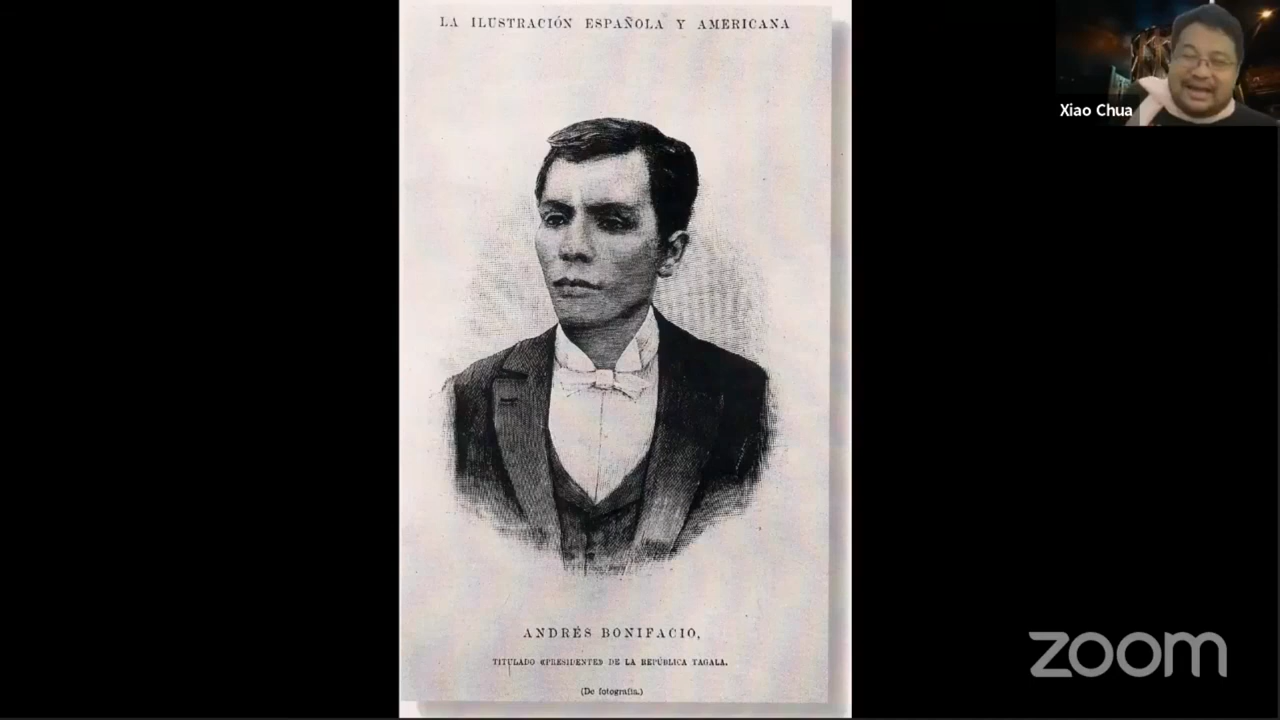 LA ILUSTRACIÓN ESPAÑOLA Y AMERICANA
Xiao Chua
ANDRÉS BONIFACIO,
TITULADO «PRESIDENTE» DE LA REPÚBLICA TAGALA.
(De fotografía.)
zoom